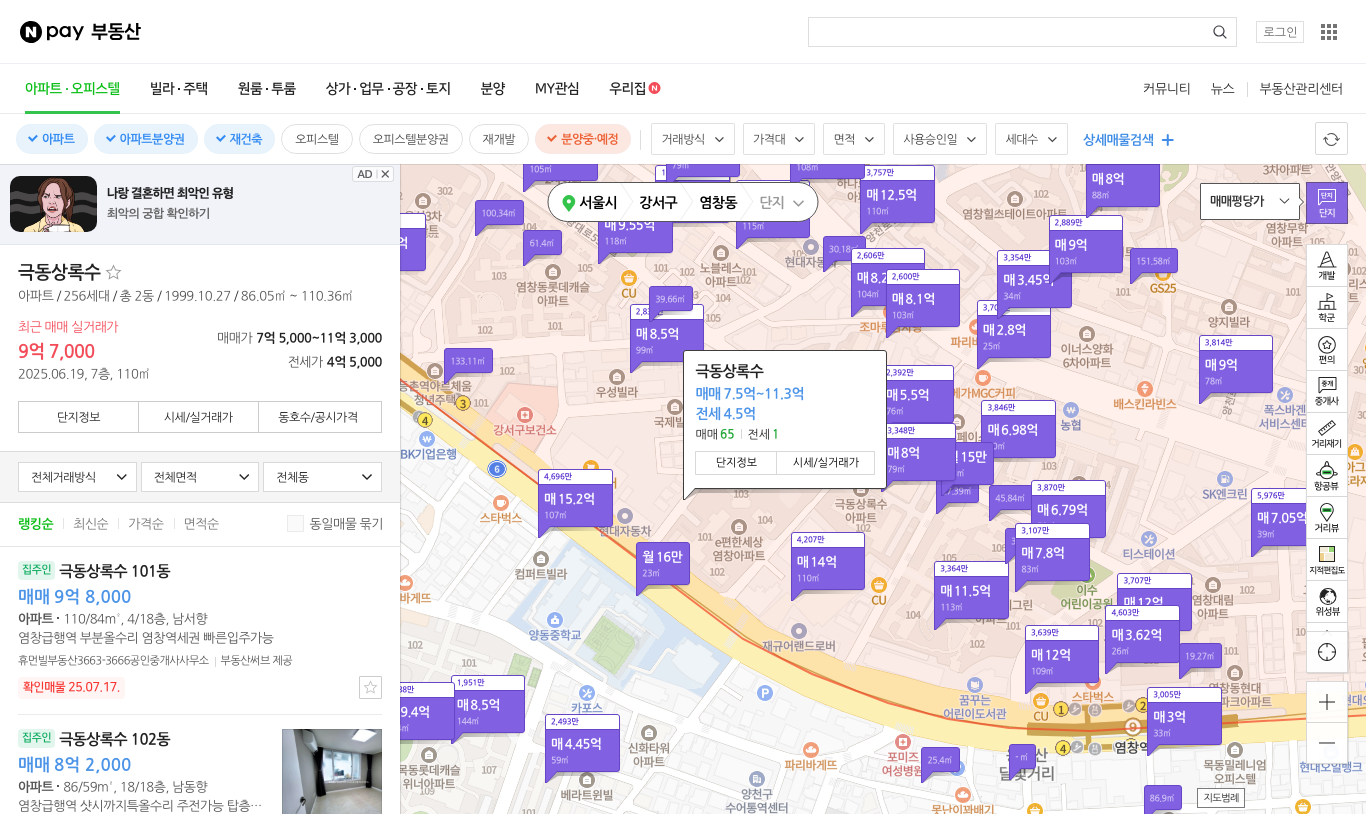 N pay 부동산
로그인
아파트·오피스텔
빌라·주택
원룸·투룸
상가·업무·공장·토지
분양
MY관심
우리집 N
커뮤니티
뉴스
부동산관리센터
아파트
아파트분양권
재건축
오피스텔
오피스텔분양권
재개발
분양중·예정
거래방식
가격대
면적
사용승인일
세대수
상세매물검색
AD
나랑 결혼하면 최악인 유형
최악의 궁합 확인하기
극동상록수
아파트 / 256세대 / 총 2동 / 1999.10.27 / 86.05㎡ ~ 110.36㎡
최근 매매 실거래가
9억 7,000
2025.06.19, 7층, 110㎡
매매가 7억 5,000~11억 3,000
전세가 4억 5,000
단지정보
시세/실거래가
동호수/공시가격
전체거래방식
전체면적
전체동
랭킹순
최신순
가격순
면적순
동일매물 묶기
집주인 극동상록수 101동
매매 9억 8,000
아파트 · 110/84㎡, 4/18층, 남서향
염창급행역 부분올수리 염창역세권 빠른입주가능
휴먼빌부동산3663-3666공인중개사사무소 | 부동산써브 제공
확인매물 25.07.17.
집주인 극동상록수 102동
매매 8억 2,000
아파트 · 86/59㎡, 18/18층, 남동향
염창급행역 샷시까지특올수리 주전가능 탑층…
서울시
강서구
염창동
단지
매매평당가
단지
단지
개발
학군
편의
중개
중개사
거리재기
항공뷰
거리뷰
지적편집도
위성뷰
지도범례
극동상록수
매매 7.5억~11.3억
전세 4.5억
매매 65 | 전세 1
단지정보
시세/실거래가
105㎡
79㎡
108㎡
3,757만
매12.5억
110㎡
매8억
88㎡
100.34㎡
61.4㎡
매9.55억
118㎡
115㎡
30.18㎡
2,889만
매9억
103㎡
151.58㎡
2,606만
매8.2
104㎡
2,600만
매8.1억
103㎡
3,354만
매3.45억
34㎡
매2.8억
25㎡
39.66㎡
매8.5억
99㎡
133.11㎡
3,814만
매9억
78㎡
2,392만
매5.5억
76㎡
3,846만
매6.98억
3,348만
매8억
79㎡
15만
4,696만
매15.2억
107㎡
45.84㎡
3,870만
매6.79억
5,976만
매7.05억
39㎡
월16만
23㎡
4,207만
매14억
110㎡
3,107만
매7.8억
83㎡
3,364만
매11.5억
113㎡
3,707만
매12억
4,603만
매3.62억
26㎡
19.27㎡
3,639만
매12억
109㎡
3,005만
매3억
33㎡
9.4억
1,951만
매8.5억
144㎡
2,493만
매4.45억
59㎡
25.4㎡
- ㎡
86.9㎡
염창동롯데캐슬
아파트
노블레스
아파트
CU
현대자동
염창힐스테이트아파트
GS25
염창무학
아파트
양지빌라
이너스양화
6차아파트
배스킨라빈스
메가MGC커피
농협
우성빌라
강서구보건소
BK기업은행
스타벅스
현대자동차
e편한세상
염창아파트
극동상록수
아파트
SK엔크린
티스테이션
컴퍼트빌라
양동중학교
CU
재규어랜드로버
이수
어린이공원
염창대림
아파트
꿈꾸는
어린이도서관
CU
스타벅스
염창동현대
카포스
신화타워
아파트
파리바게뜨
포미즈
여성병원
목동밀레니엄
오피스텔
목동롯데캐슬
위너아파트
베라트윈빌
양천구
수어통역센터
못난이꽈배기
달빛거리
현대오일뱅크